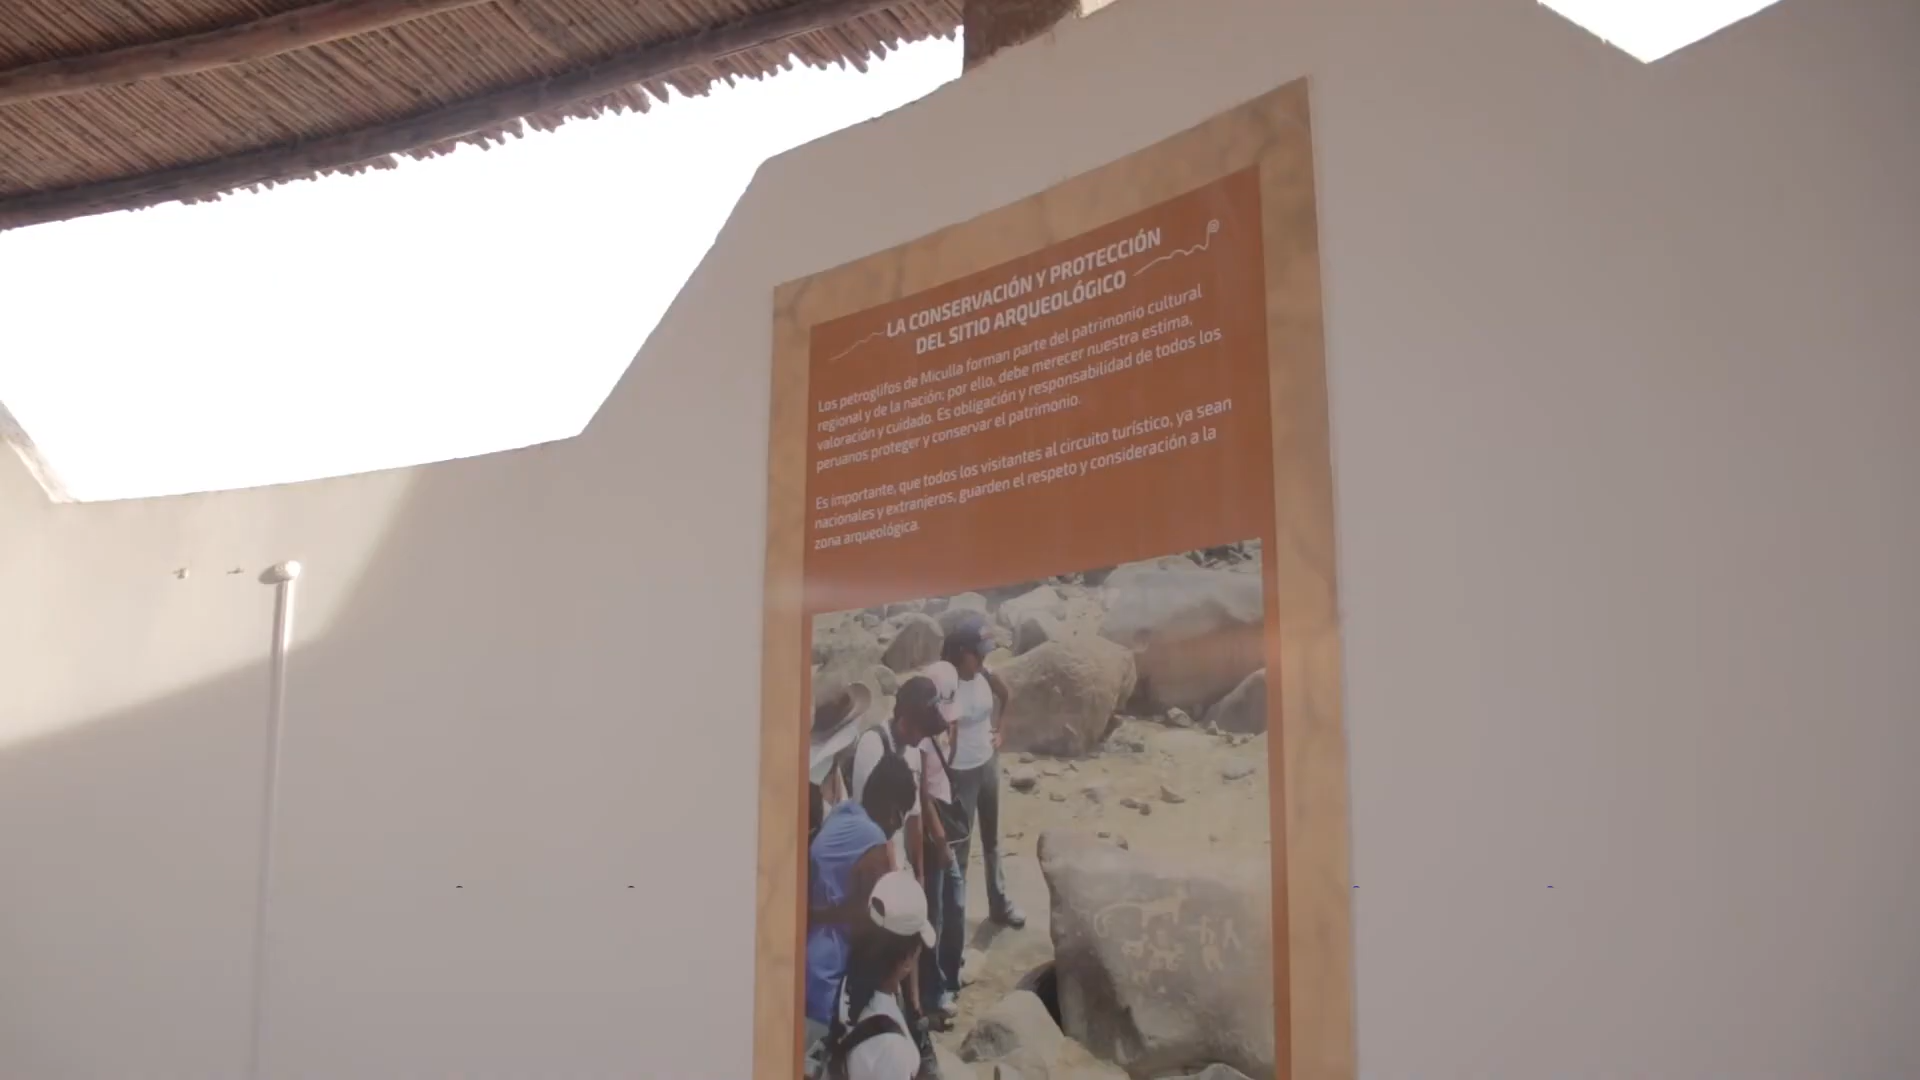 LA CONSERVACIÓN Y PROTECCIÓN
DEL SITIO ARQUEOLÓGICO
Los petroglifos de Miculla forman parte del patrimonio cultural
regional y de la nación; por ello, debe merecer nuestra estima,
valoración y cuidado. Es obligación y responsabilidad de todos los
peruanos proteger y conservar el patrimonio.
Es importante, que todos los visitantes al circuito turístico, ya sean
nacionales y extranjeros, guarden el respeto y consideración a la
zona arqueológica.